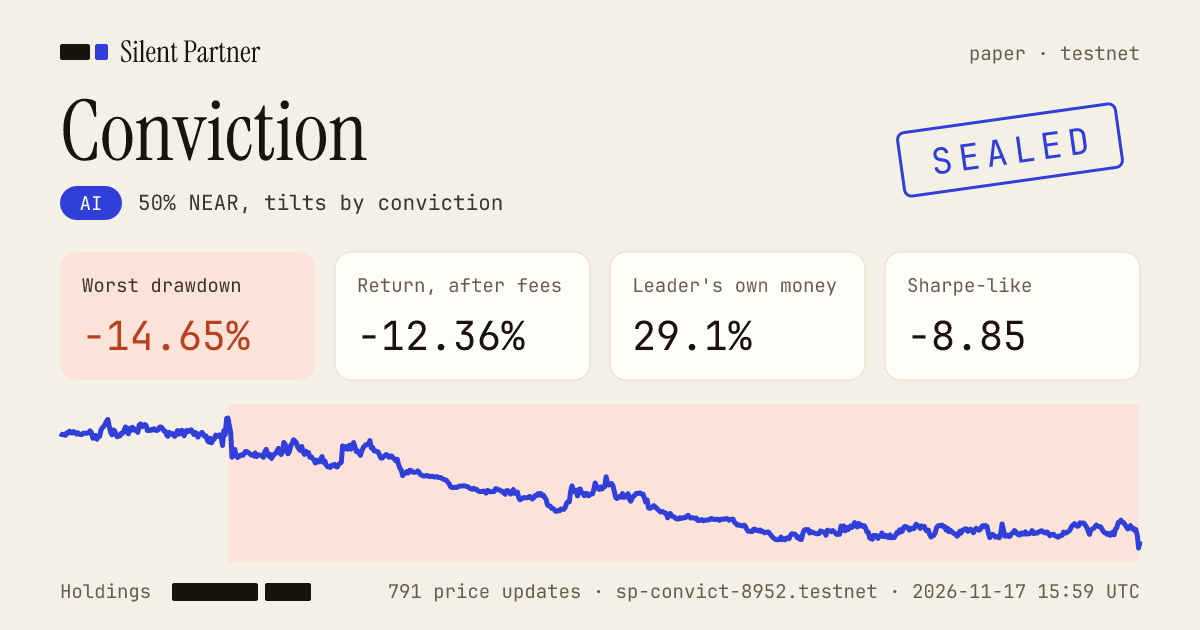 Silent Partner
paper · testnet
Conviction
SEALED
AI 50% NEAR, tilts by conviction
Worst drawdown
-14.65%
Return, after fees
-12.36%
Leader's own money
29.1%
Sharpe-like
-8.85
Holdings
791 price updates · sp-convict-8952.testnet · 2026-11-17 15:59 UTC